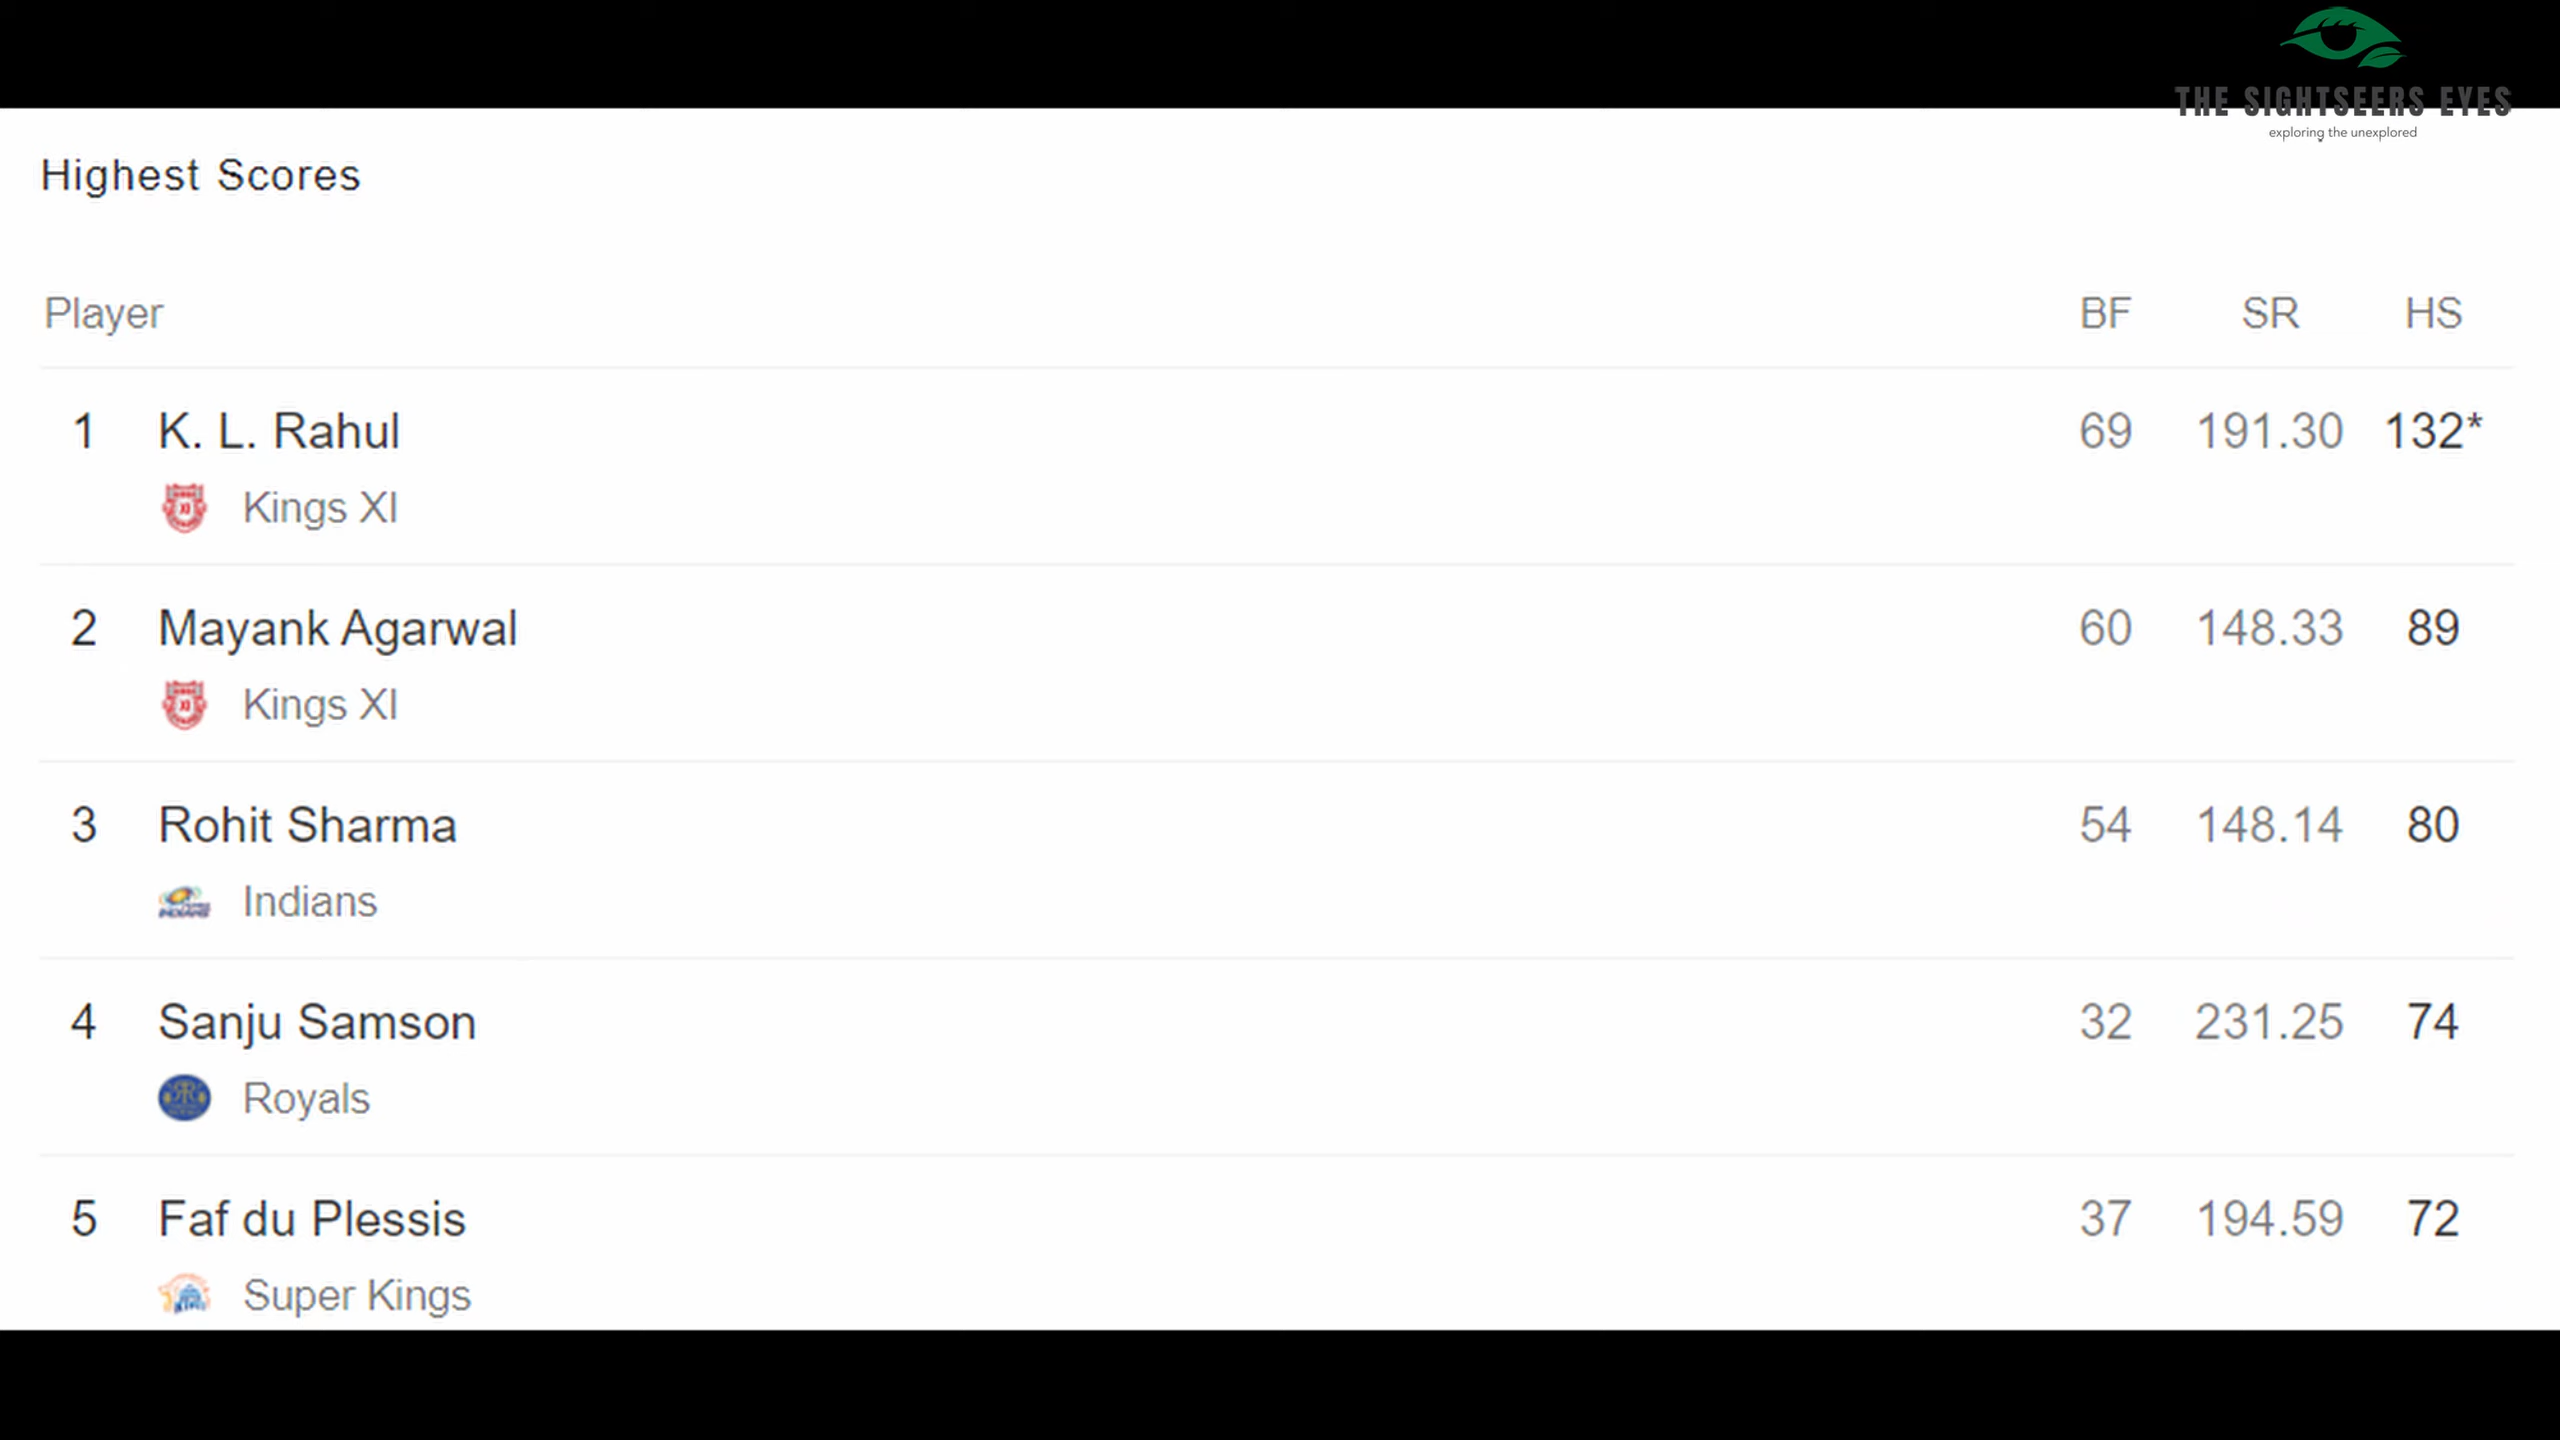 THE SIGHTSEERS EYES
exploring the unexplored
Highest Scores
Player BF SR HS
1 K. L. Rahul 69 191.30 132*
Kings XI
2 Mayank Agarwal 60 148.33 89
Kings XI
3 Rohit Sharma 54 148.14 80
Indians
4 Sanju Samson 32 231.25 74
Royals
5 Faf du Plessis 37 194.59 72
Super Kings